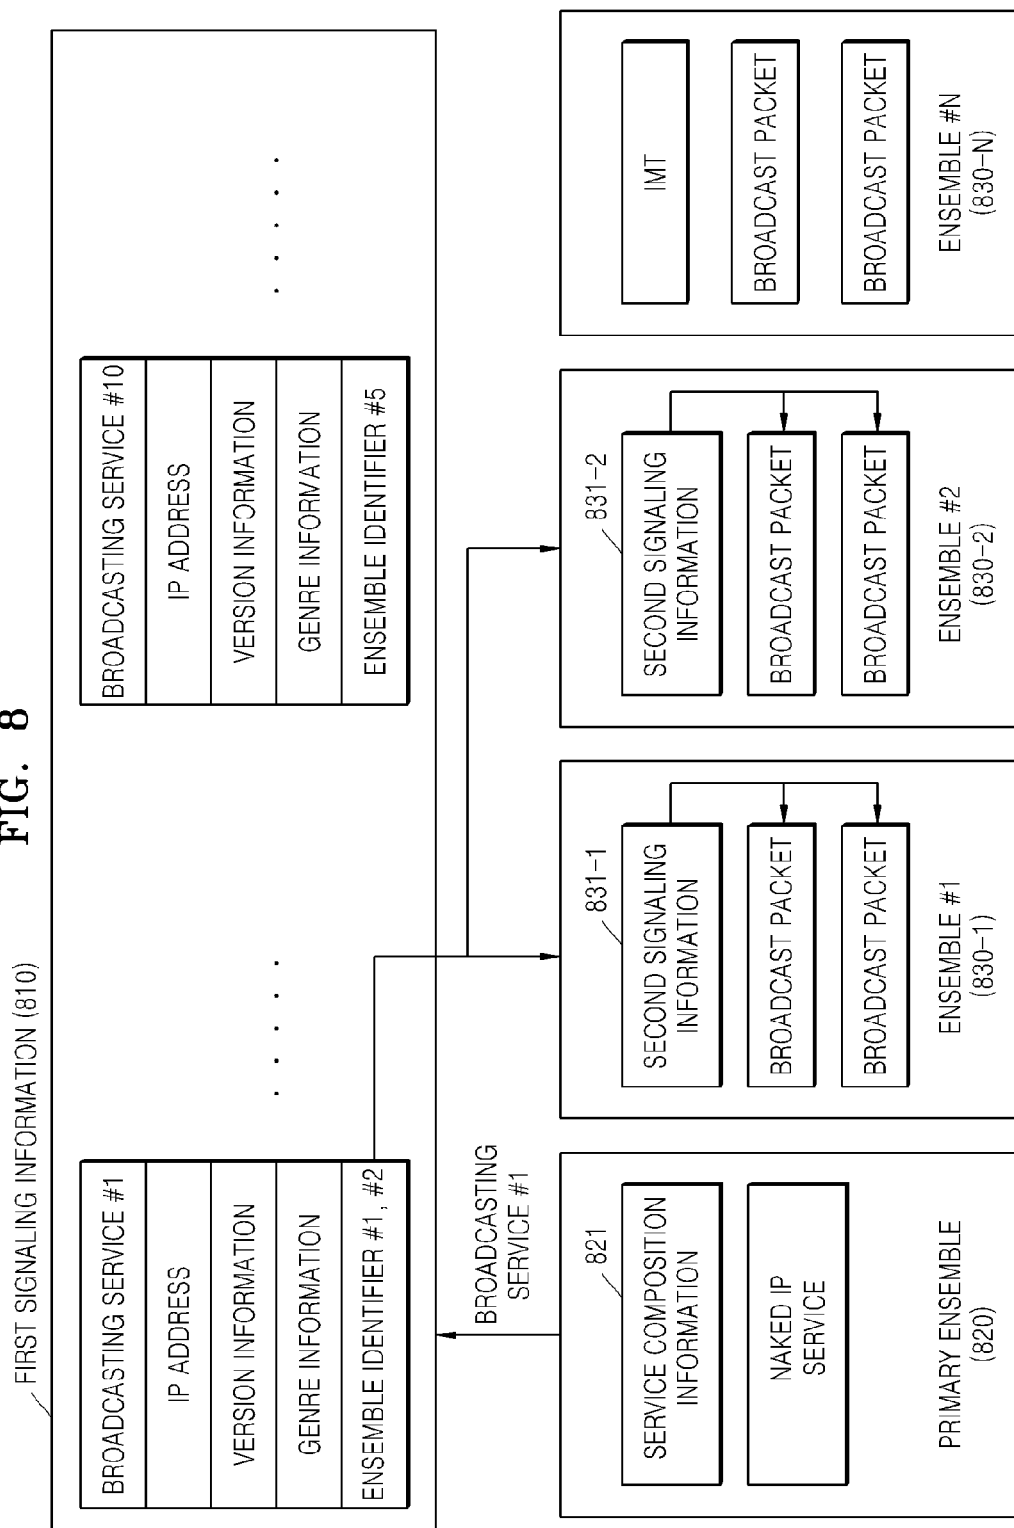 FIG. 8
FIRST SIGNALING INFORMATION (810)
BROADCASTING SERVICE #1
IP ADDRESS
VERSION INFORMATION
GENRE INFORMATION
ENSEMBLE IDENTIFIER #1, #2
. . . . .
BROADCASTING SERVICE #10
IP ADDRESS
VERSION INFORMATION
GENRE INFORMATION
ENSEMBLE IDENTIFIER #5
. . . . .
BROADCASTING
SERVICE #1
821
SERVICE COMPOSITION
INFORMATION
NAKED IP
SERVICE
PRIMARY ENSEMBLE
(820)
831-1
SECOND SIGNALING
INFORMATION
BROADCAST PACKET
BROADCAST PACKET
ENSEMBLE #1
(830-1)
831-2
SECOND SIGNALING
INFORMATION
BROADCAST PACKET
BROADCAST PACKET
ENSEMBLE #2
(830-2)
IMT
BROADCAST PACKET
BROADCAST PACKET
ENSEMBLE #N
(830-N)